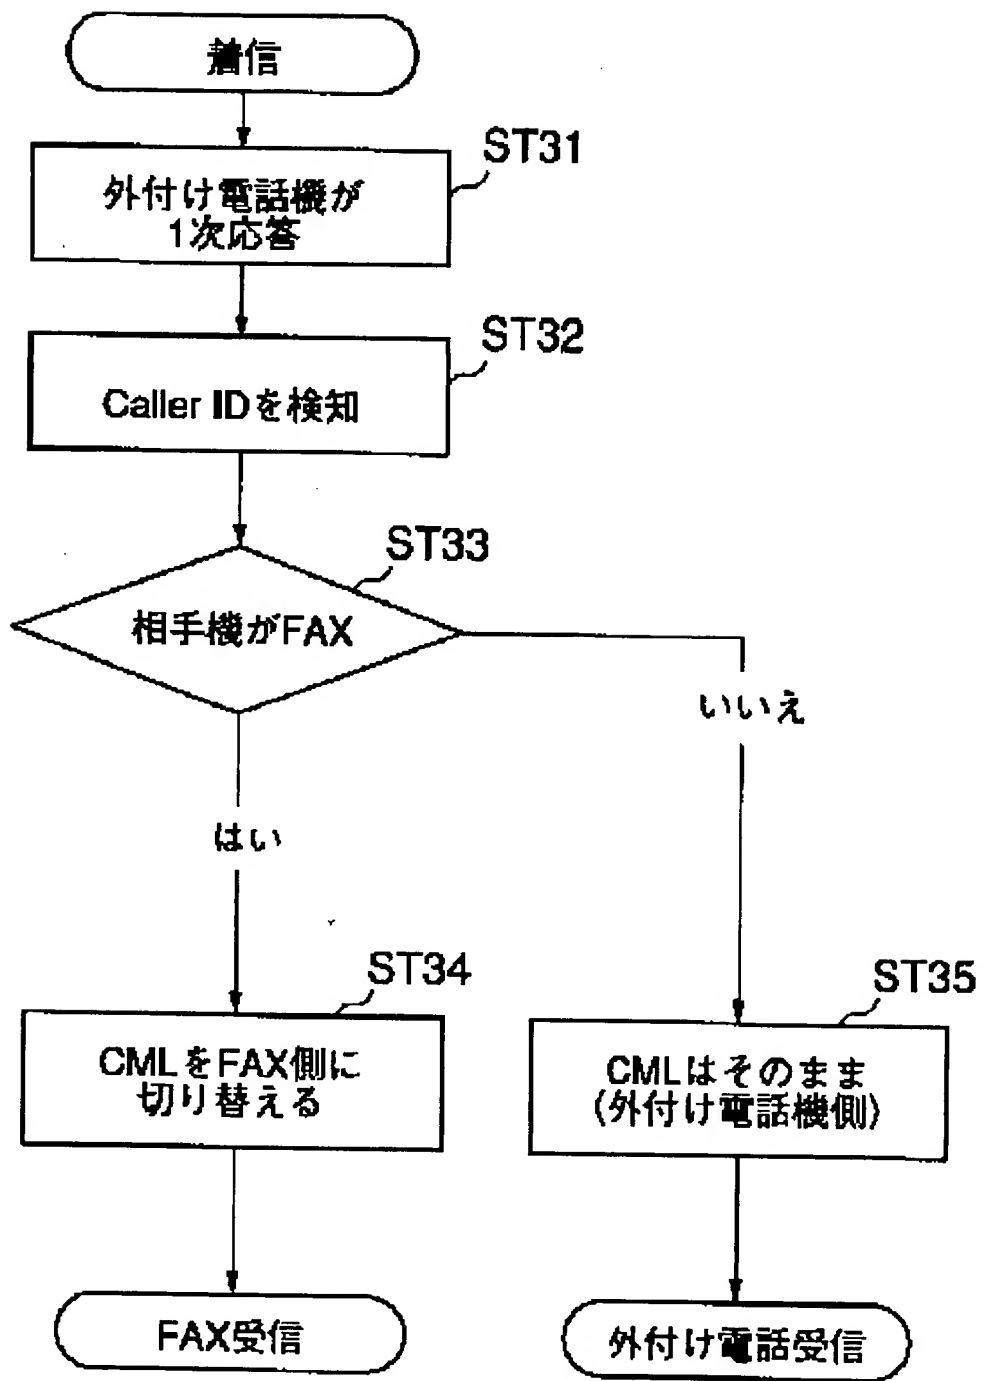 着信
ST31
外付け電話機が
1次応答
ST32
Caller IDを検知
ST33
相手機がFAX
いいえ
はい
ST34
CMLをFAX側に
切り替える
ST35
CMLはそのまま
(外付け電話機側)
FAX受信
外付け電話受信